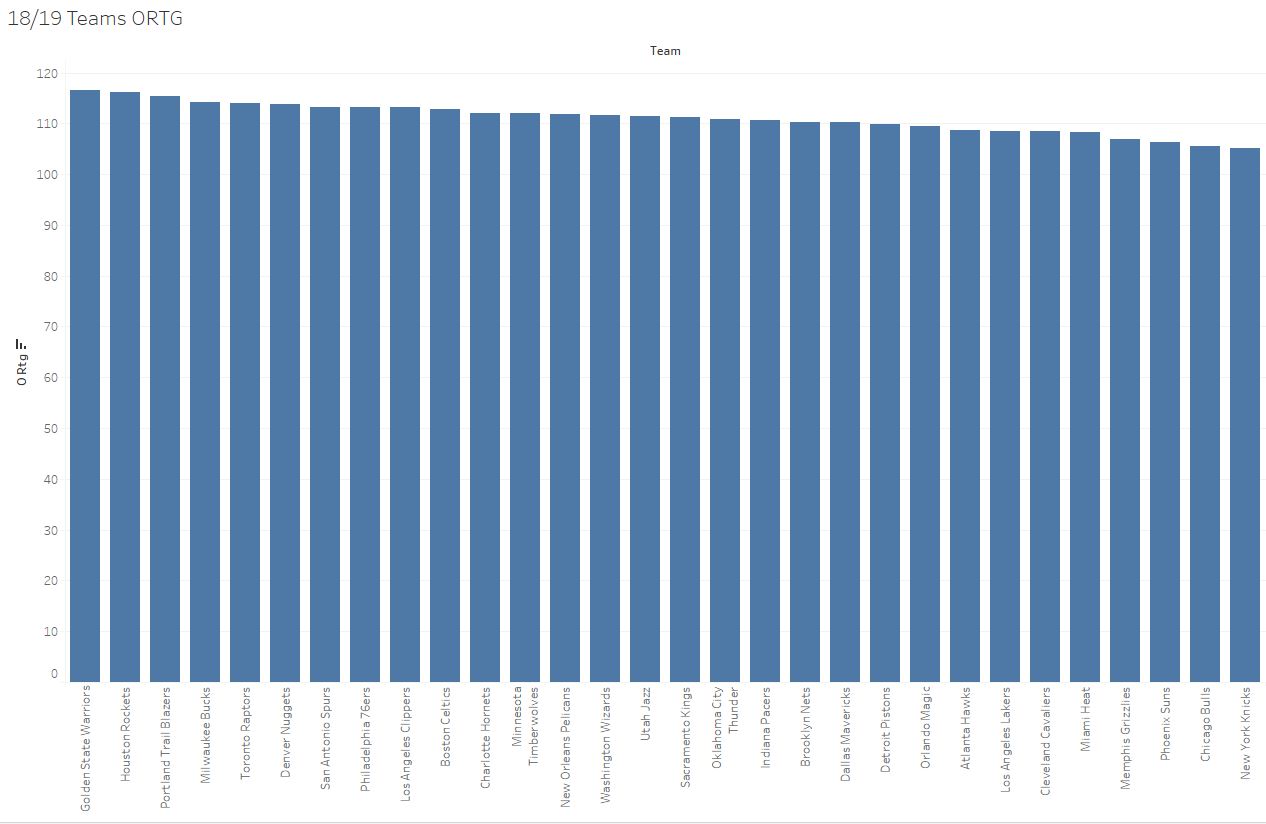 18/19 Teams ORTG
Team
120
110
100
90
80
70
60
50
40
30
20
10
0
O Rtg
Golden State Warriors
Houston Rockets
Portland Trail Blazers
Milwaukee Bucks
Toronto Raptors
Denver Nuggets
San Antonio Spurs
Philadelphia 76ers
Los Angeles Clippers
Boston Celtics
Charlotte Hornets
Minnesota
Timberwolves
New Orleans Pelicans
Washington Wizards
Utah Jazz
Sacramento Kings
Oklahoma City
Thunder
Indiana Pacers
Brooklyn Nets
Dallas Mavericks
Detroit Pistons
Orlando Magic
Atlanta Hawks
Los Angeles Lakers
Cleveland Cavaliers
Miami Heat
Memphis Grizzlies
Phoenix Suns
Chicago Bulls
New York Knicks